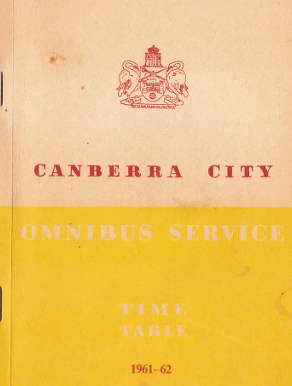 CANBERRA CITY
OMNIBUS SERVICE
TIME
TABLE
1961-62